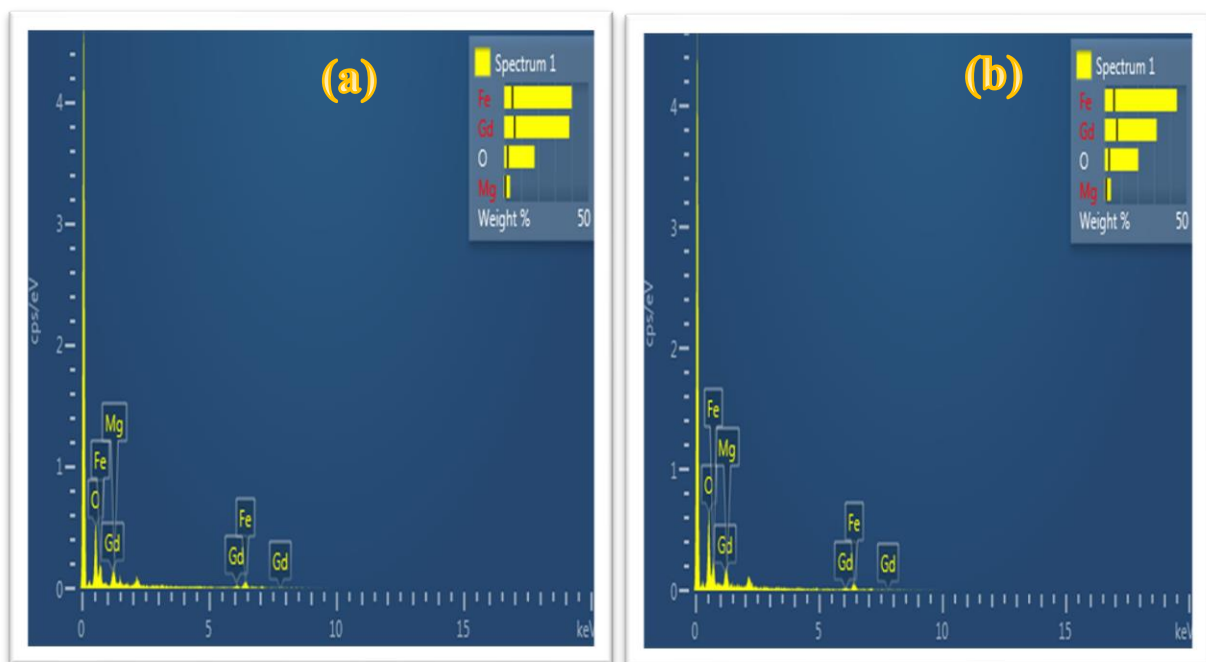 (a)
Spectrum 1
Fe
Gd
O
Mg
Weight % 50
cps/eV
4
3
2
1
0
Mg
Fe
O
Gd
Fe
Gd
Gd
0 5 10 15 keV
(b)
Spectrum 1
Fe
Gd
O
Mg
Weight % 50
cps/eV
4
3
2
1
0
Fe
Mg
O
Gd
Fe
Gd
Gd
0 5 10 15 keV